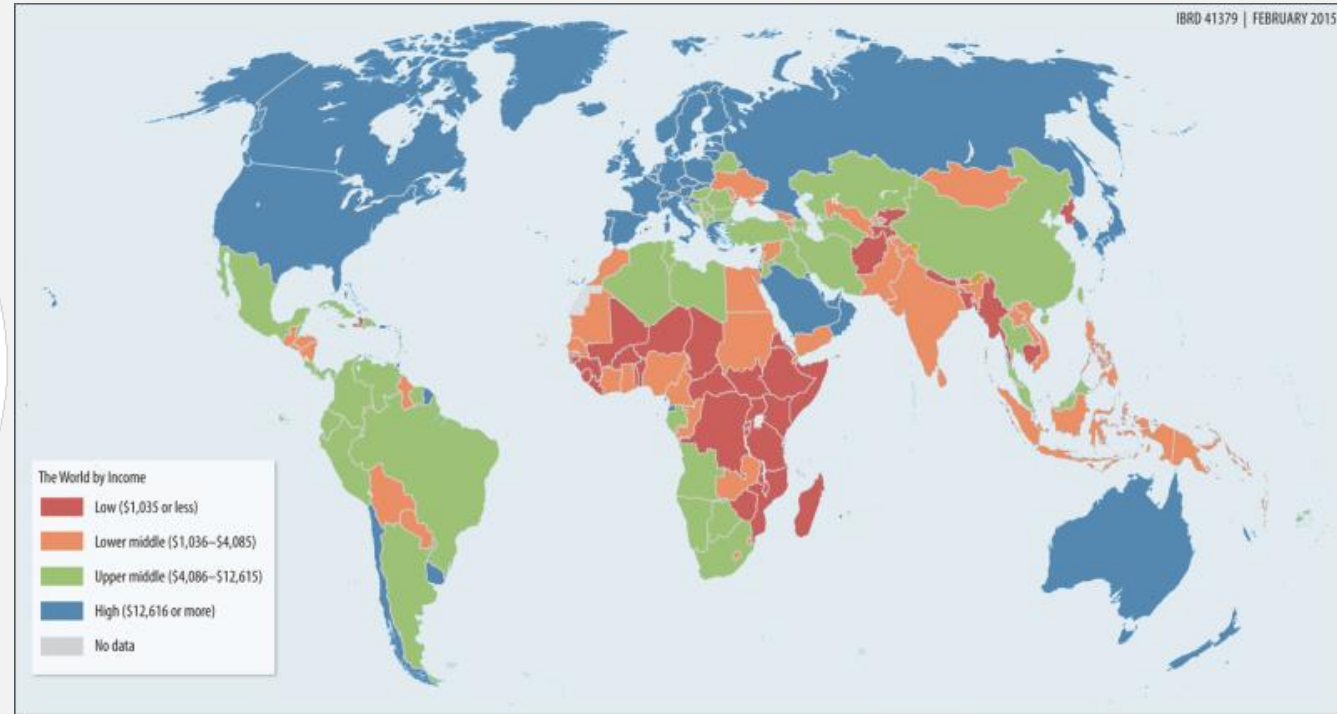 IBRD 41379 | FEBRUARY 2015
The World by Income
Low ($1,035 or less)
Lower middle ($1,036–$4,085)
Upper middle ($4,086–$12,615)
High ($12,616 or more)
No data